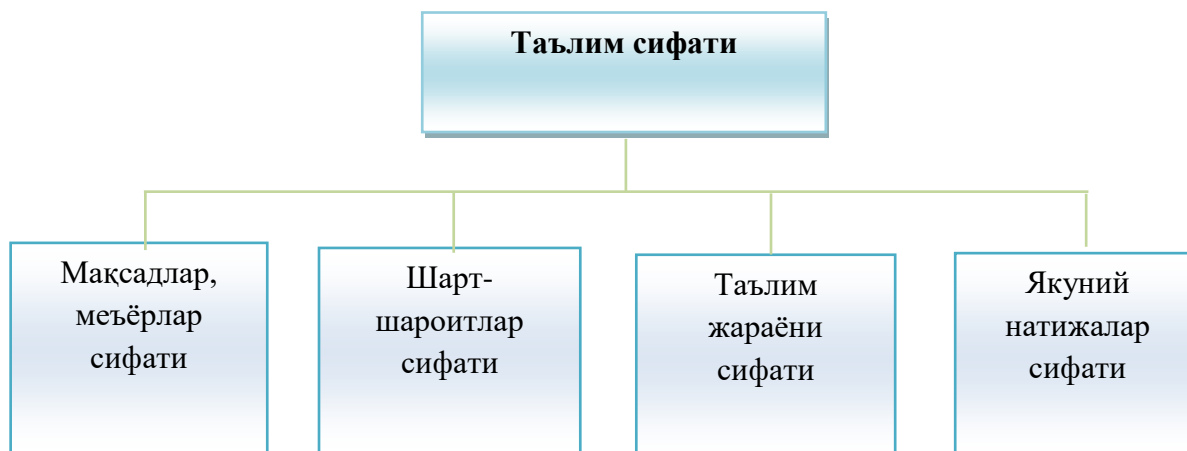 Таълим сифати
Мақсадлар,
меъёрлар
сифати
Шарт-
шароитлар
сифати
Таълим
жараёни
сифати
Якуний
натижалар
сифати